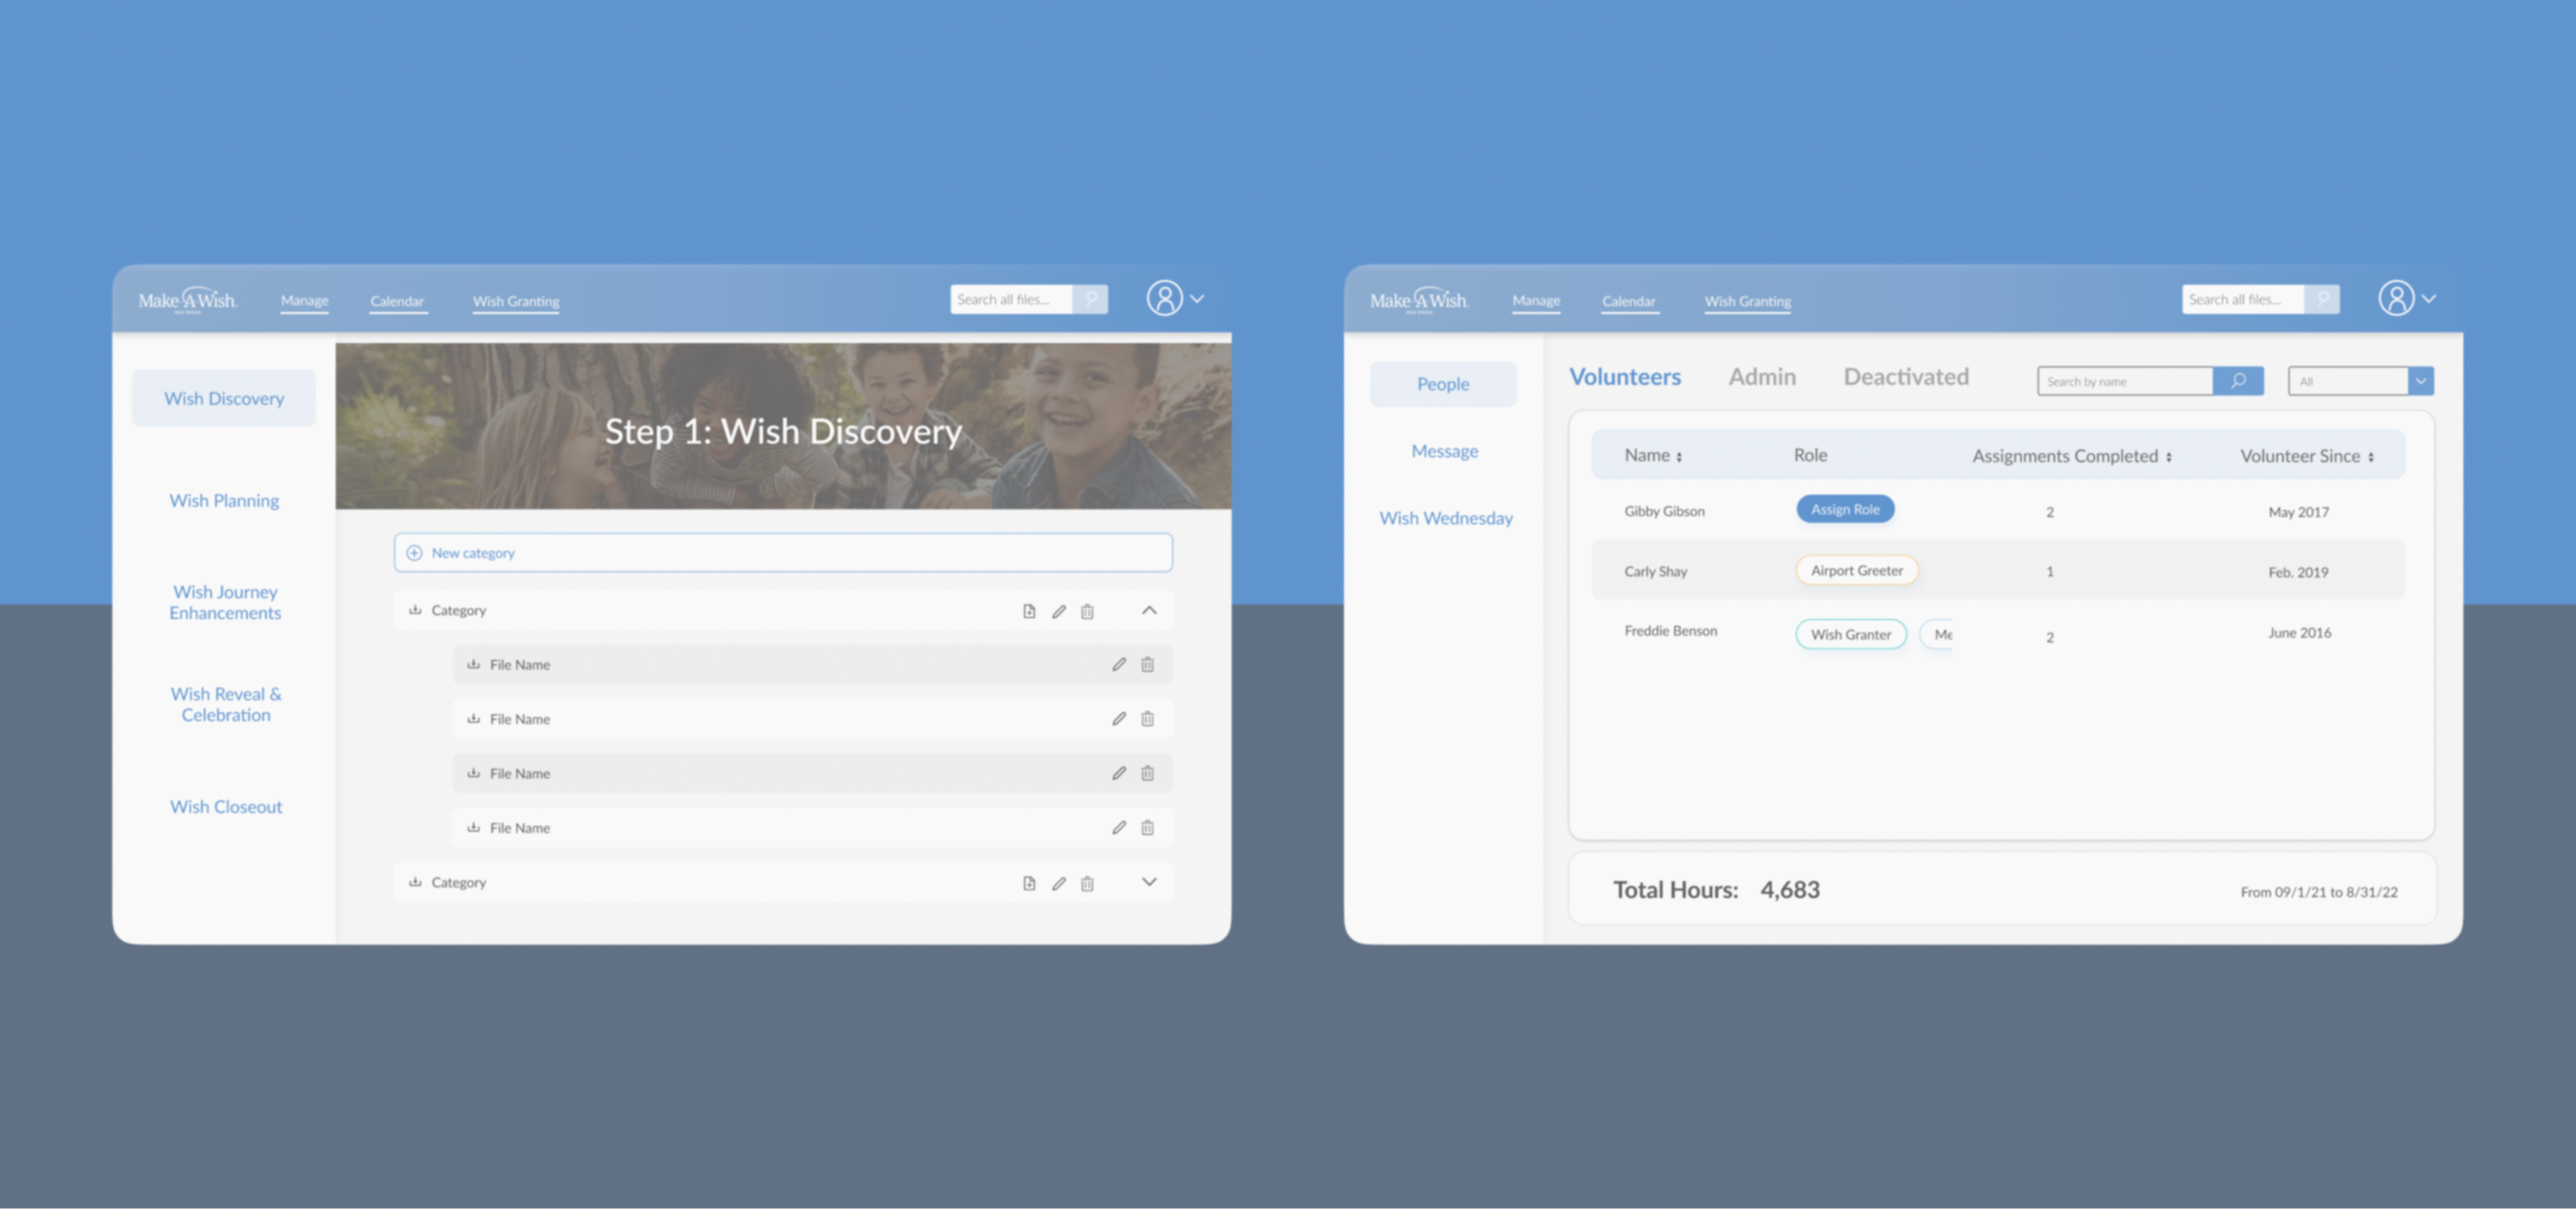 Make-A-Wish.
SAN DIEGO
Manage
Calendar
Wish Granting
Search all files...
Wish Discovery
Wish Planning
Wish Journey
Enhancements
Wish Reveal &
Celebration
Wish Closeout
Step 1: Wish Discovery
New category
Category
File Name
File Name
File Name
File Name
Category
Make-A-Wish.
SAN DIEGO
Manage
Calendar
Wish Granting
Search all files...
People
Message
Wish Wednesday
Volunteers Admin Deactivated
Search by name
All
Name Role Assignments Completed Volunteer Since
Gibby Gibson Assign Role 2 May 2017
Carly Shay Airport Greeter 1 Feb. 2019
Freddie Benson Wish Granter Me 2 June 2016
Total Hours: 4,683
From 09/1/21 to 8/31/22